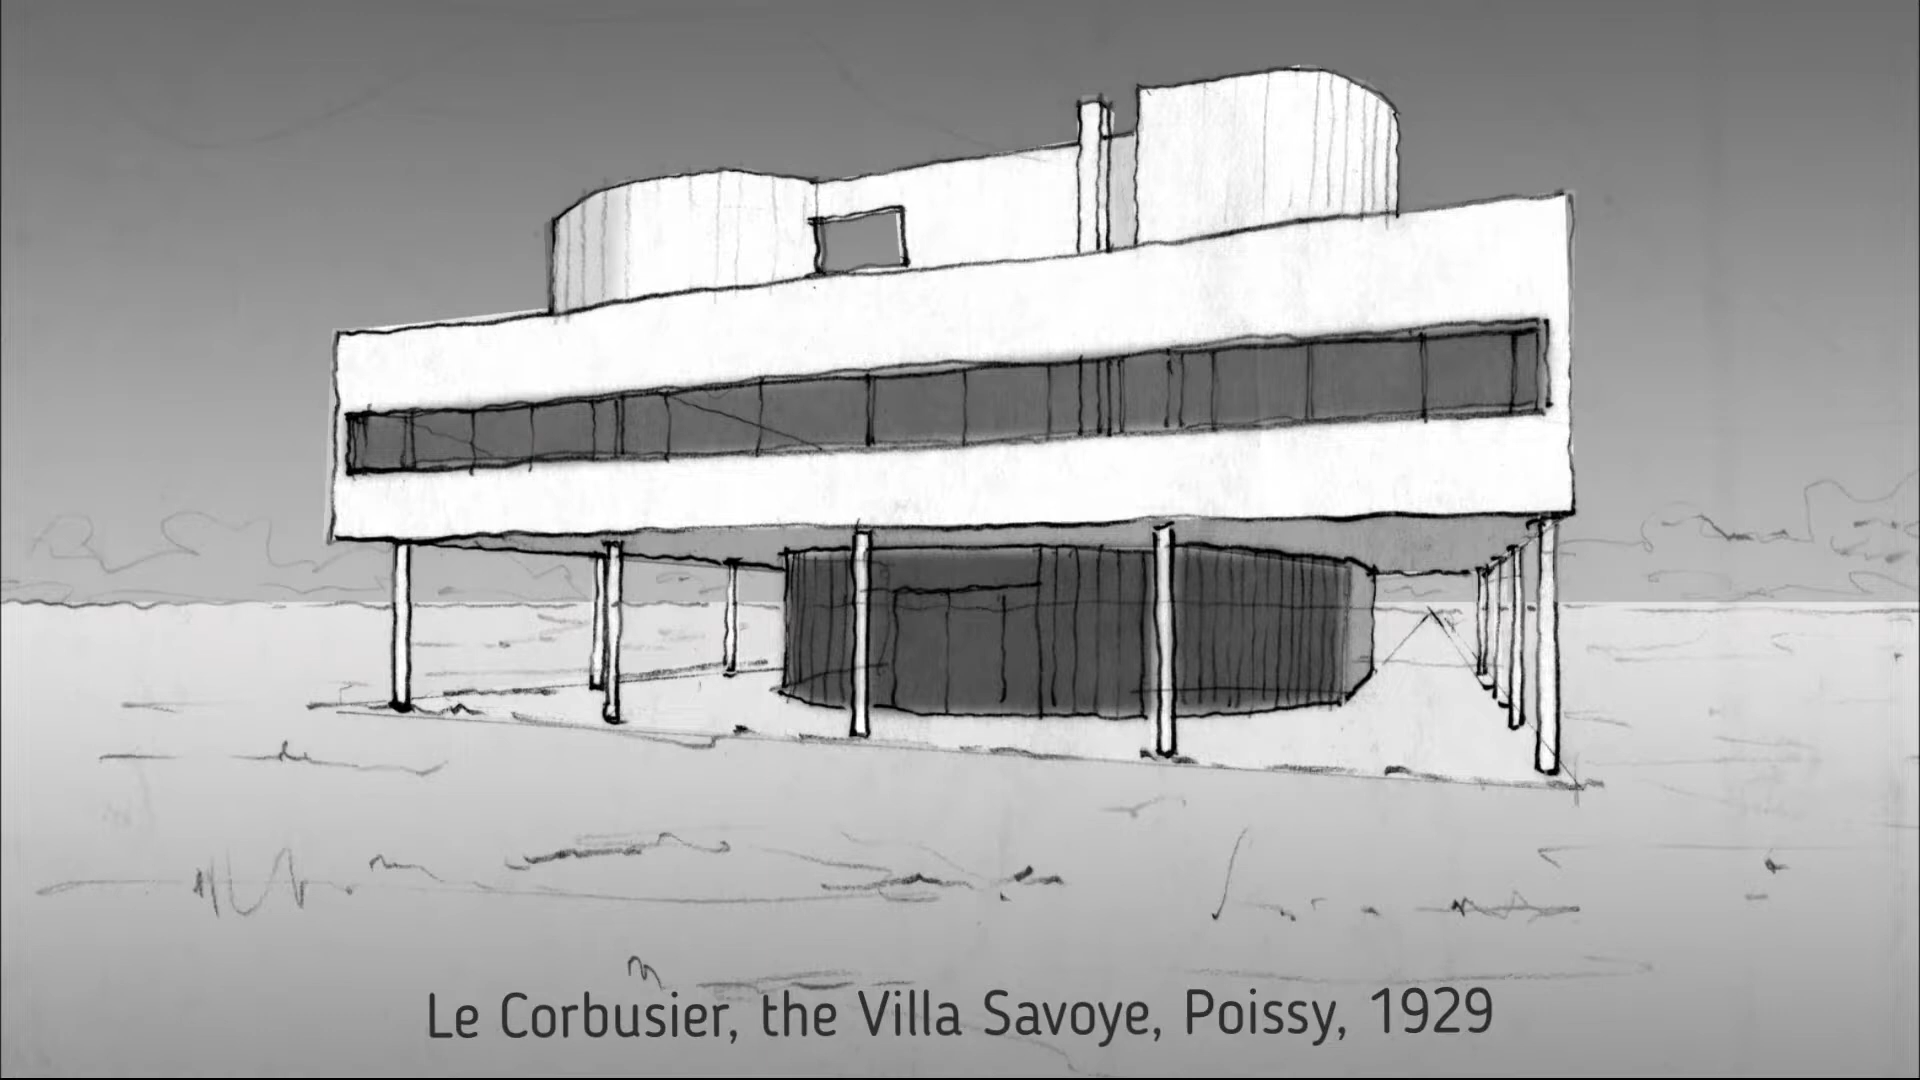 Le Corbusier, the Villa Savoye, Poissy, 1929